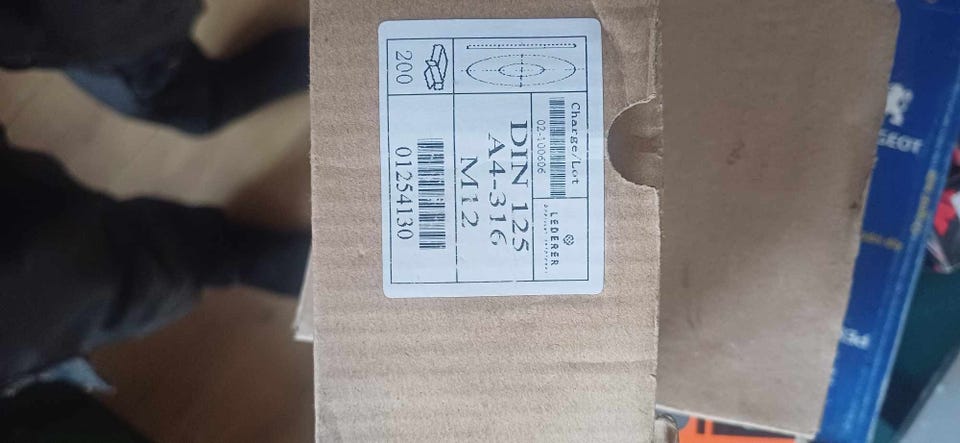 Charge/Lot
02-100606
LEDERER
DIN 125
A4-316
M12
200
01254130